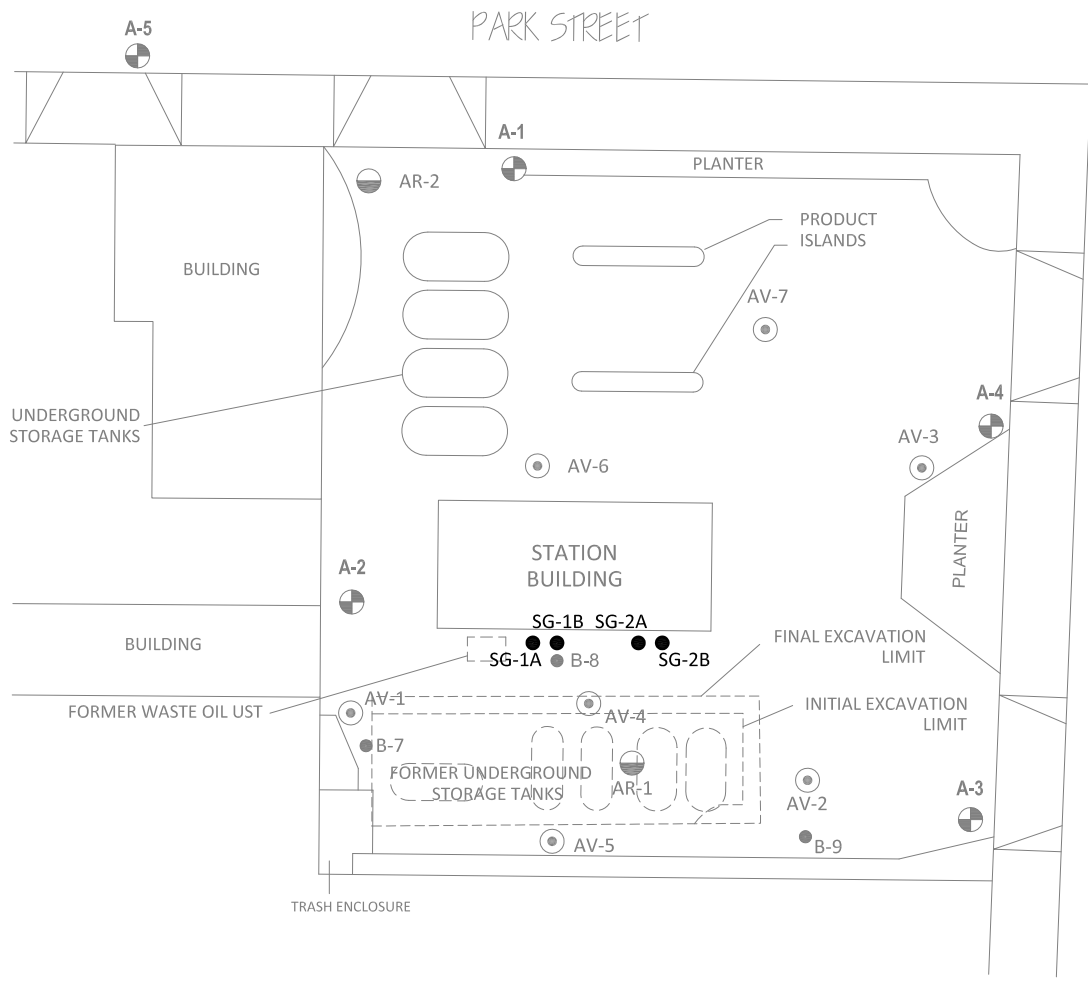 PARK STREET
A-5
A-1
PLANTER
AR-2
PRODUCT
ISLANDS
BUILDING
AV-7
A-4
UNDERGROUND
STORAGE TANKS
AV-3
AV-6
PLANTER
STATION
BUILDING
A-2
SG-1B
SG-2A
FINAL EXCAVATION
LIMIT
BUILDING
SG-1A
B-8
SG-2B
AV-1
FORMER WASTE OIL UST
AV-4
INITIAL EXCAVATION
LIMIT
B-7
FORMER UNDERGROUND
STORAGE TANKS
AR-1
AV-2
A-3
AV-5
B-9
TRASH ENCLOSURE